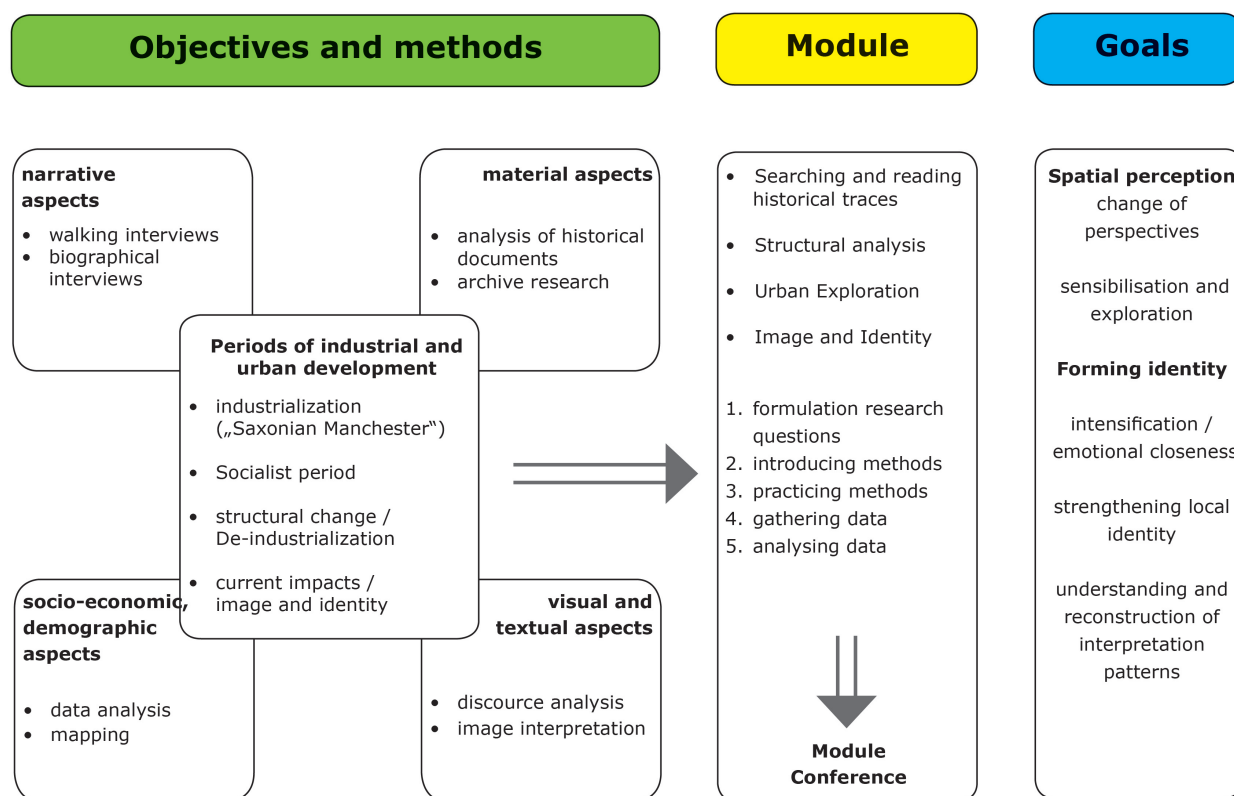 Objectives and methods
Module
Goals
narrative
aspects
• walking interviews
• biographical
interviews
material aspects
• analysis of historical
documents
• archive research
Periods of industrial and
urban development
• industrialization
(„Saxonian Manchester“)
• Socialist period
• structural change /
De-industrialization
• current impacts /
image and identity
socio-economic,
demographic
aspects
• data analysis
• mapping
visual and
textual aspects
• discource analysis
• image interpretation
• Searching and reading
historical traces
• Structural analysis
• Urban Exploration
• Image and Identity
1. formulation research
questions
2. introducing methods
3. practicing methods
4. gathering data
5. analysing data
Module
Conference
Spatial perception
change of
perspectives
sensibilisation and
exploration
Forming identity
intensification /
emotional closeness
strengthening local
identity
understanding and
reconstruction of
interpretation
patterns